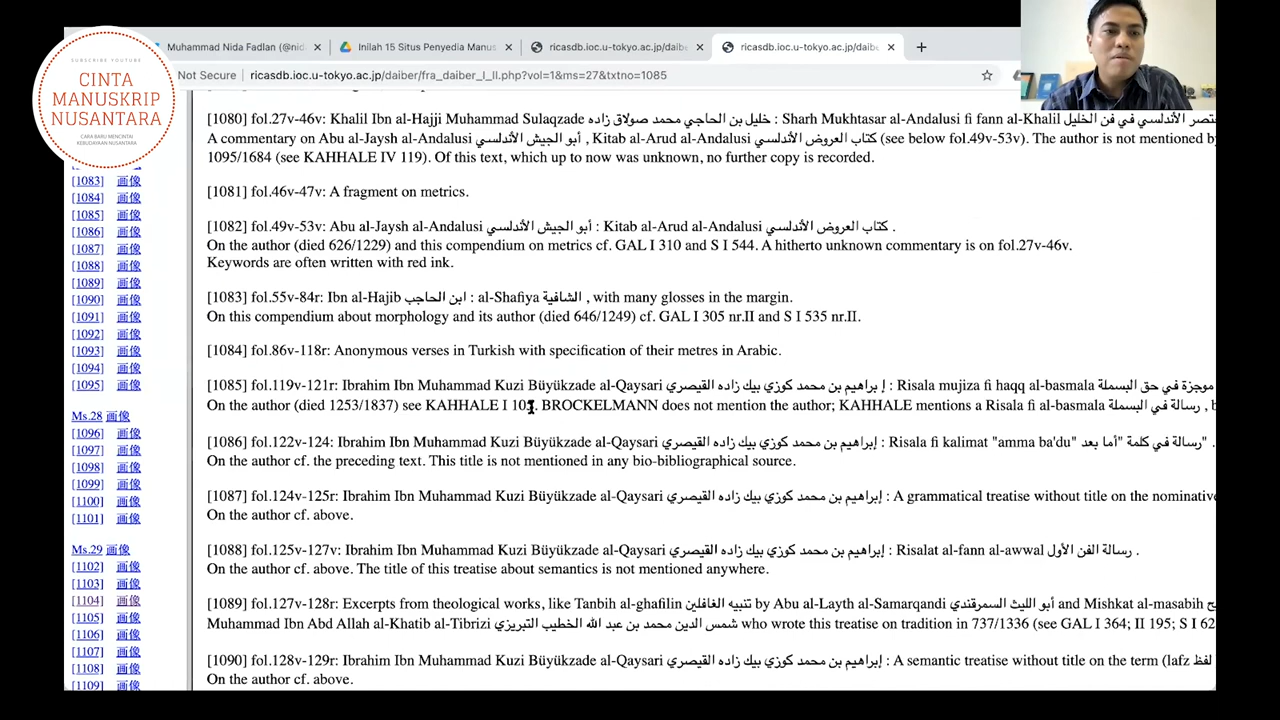 SUBSCRIBE YOUTUBE
CINTA
MANUSKRIP
NUSANTARA
CARA BARU MENCINTAI
KEBUDAYAAN NUSANTARA
Muhammad Nida Fadlan (@nid
Inilah 15 Situs Penyedia Manus
ricasdb.ioc.u-tokyo.ac.jp/daibe
ricasdb.ioc.u-tokyo.ac.jp/daibe
Not Secure
ricasdb.ioc.u-tokyo.ac.jp/daiber/fra_daiber_I_II.php?vol=1&ms=27&txtno=1085
[1083] 画像
[1084] 画像
[1085] 画像
[1086] 画像
[1087] 画像
[1088] 画像
[1089] 画像
[1090] 画像
[1091] 画像
[1092] 画像
[1093] 画像
[1094] 画像
[1095] 画像
Ms.28 画像
[1096] 画像
[1097] 画像
[1098] 画像
[1099] 画像
[1100] 画像
[1101] 画像
Ms.29 画像
[1102] 画像
[1103] 画像
[1104] 画像
[1105] 画像
[1106] 画像
[1107] 画像
[1108] 画像
[1109] 画像
[1080] fol.27v-46v: Khalil Ibn al-Hajji Muhammad Sulaqzade خليل بن الحاجي محمد صولاق زاده : Sharh Mukhtasar al-Andalusi fi fann al-Khalil تصر الأندلسي في فن الخليل
A commentary on Abu al-Jaysh al-Andalusi أبو الجيش الأندلسي , Kitab al-Arud al-Andalusi كتاب العروض الأندلسي (see below fol.49v-53v). The author is not mentioned by
1095/1684 (see KAHHALE IV 119). Of this text, which up to now was unknown, no further copy is recorded.
[1081] fol.46v-47v: A fragment on metrics.
[1082] fol.49v-53v: Abu al-Jaysh al-Andalusi أبو الجيش الأندلسي : Kitab al-Arud al-Andalusi كتاب العروض الأندلسي .
On the author (died 626/1229) and this compendium on metrics cf. GAL I 310 and S I 544. A hitherto unknown commentary is on fol.27v-46v.
Keywords are often written with red ink.
[1083] fol.55v-84r: Ibn al-Hajib ابن الحاجب : al-Shafiya الشافية , with many glosses in the margin.
On this compendium about morphology and its author (died 646/1249) cf. GAL I 305 nr.II and S I 535 nr.II.
[1084] fol.86v-118r: Anonymous verses in Turkish with specification of their metres in Arabic.
[1085] fol.119v-121r: Ibrahim Ibn Muhammad Kuzi Büyükzade al-Qaysari إبراهيم بن محمد كوزي بيك زاده القيصري : Risala mujiza fi haqq al-basmala موجزة في حق البسملة
On the author (died 1253/1837) see KAHHALE I BROCKELMANN does not mention the author; KAHHALE mentions a Risala fi al-basmala رسالة في البسملة , b
[1086] fol.122v-124: Ibrahim Ibn Muhammad Kuzi Büyükzade al-Qaysari إبراهيم بن محمد كوزي بيك زاده القيصري : Risala fi kalimat "amma ba'du" رسالة في كلمة "أما بعد" .
On the author cf. the preceding text. This title is not mentioned in any bio-bibliographical source.
[1087] fol.124v-125r: Ibrahim Ibn Muhammad Kuzi Büyükzade al-Qaysari إبراهيم بن محمد كوزي بيك زاده القيصري : A grammatical treatise without title on the nominative
On the author cf. above.
[1088] fol.125v-127v: Ibrahim Ibn Muhammad Kuzi Büyükzade al-Qaysari إبراهيم بن محمد كوزي بيك زاده القيصري : Risalat al-fann al-awwal رسالة الفن الأول .
On the author cf. above. The title of this treatise about semantics is not mentioned anywhere.
[1089] fol.127v-128r: Excerpts from theological works, like Tanbih al-ghafilin تنبيه الغافلين by Abu al-Layth al-Samarqandi أبو الليث السمرقندي and Mishkat al-masabih
Muhammad Ibn Abd Allah al-Khatib al-Tibrizi شمس الدين محمد بن عبد الله الخطيب التبريزي who wrote this treatise on tradition in 737/1336 (see GAL I 364; II 195; S I 62
[1090] fol.128v-129r: Ibrahim Ibn Muhammad Kuzi Büyükzade al-Qaysari إبراهيم بن محمد كوزي بيك زاده القيصري : A semantic treatise without title on the term (lafz لفظ
On the author cf. above.